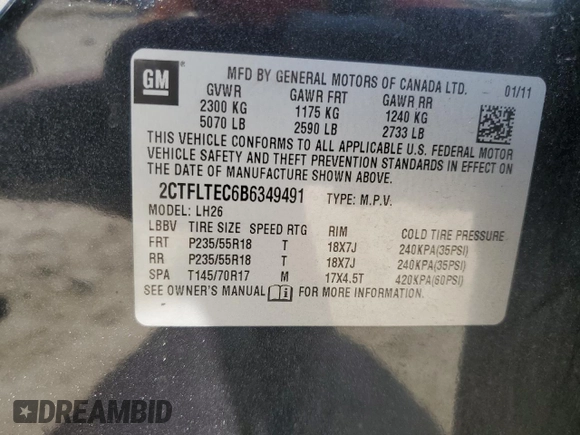 GM
MFD BY GENERAL MOTORS OF CANADA LTD. 01/11
GVWR GAWR FRT GAWR RR
2300 KG 1175 KG 1240 KG
5070 LB 2590 LB 2733 LB
THIS VEHICLE CONFORMS TO ALL APPLICABLE U.S. FEDERAL MOTOR
VEHICLE SAFETY AND THEFT PREVENTION STANDARDS IN EFFECT ON
THE DATE OF MANUFACTURE SHOWN ABOVE.
2CTFLTEC6B6349491 TYPE: M.P.V.
MODEL: LH26
LBBV TIRE SIZE SPEED RTG RIM COLD TIRE PRESSURE
FRT P235/55R18 T 18X7J 240KPA(35PSI)
RR P235/55R18 T 18X7J 240KPA(35PSI)
SPA T145/70R17 M 17X4.5T 420KPA(60PSI)
SEE OWNER'S MANUAL FOR MORE INFORMATION.
DREAMBID